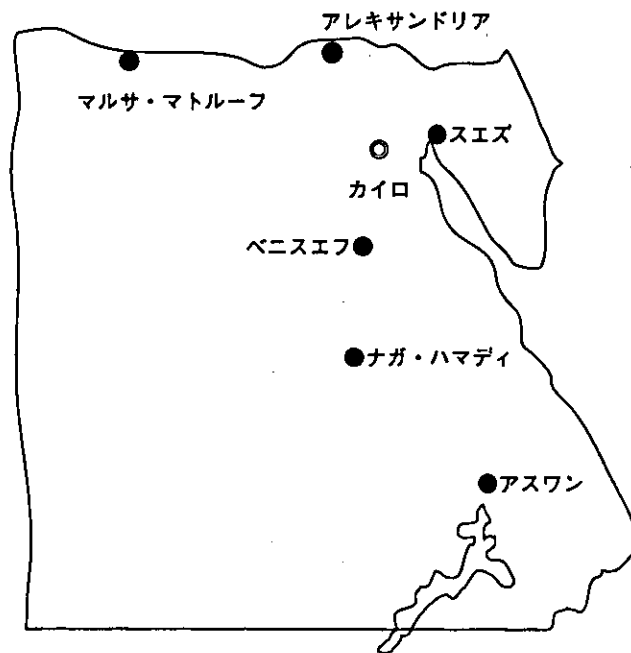 アレキサンドリア
マルサ・マトルーフ
スエズ
カイロ
ベニスエフ
ナガ・ハマディ
アスワン